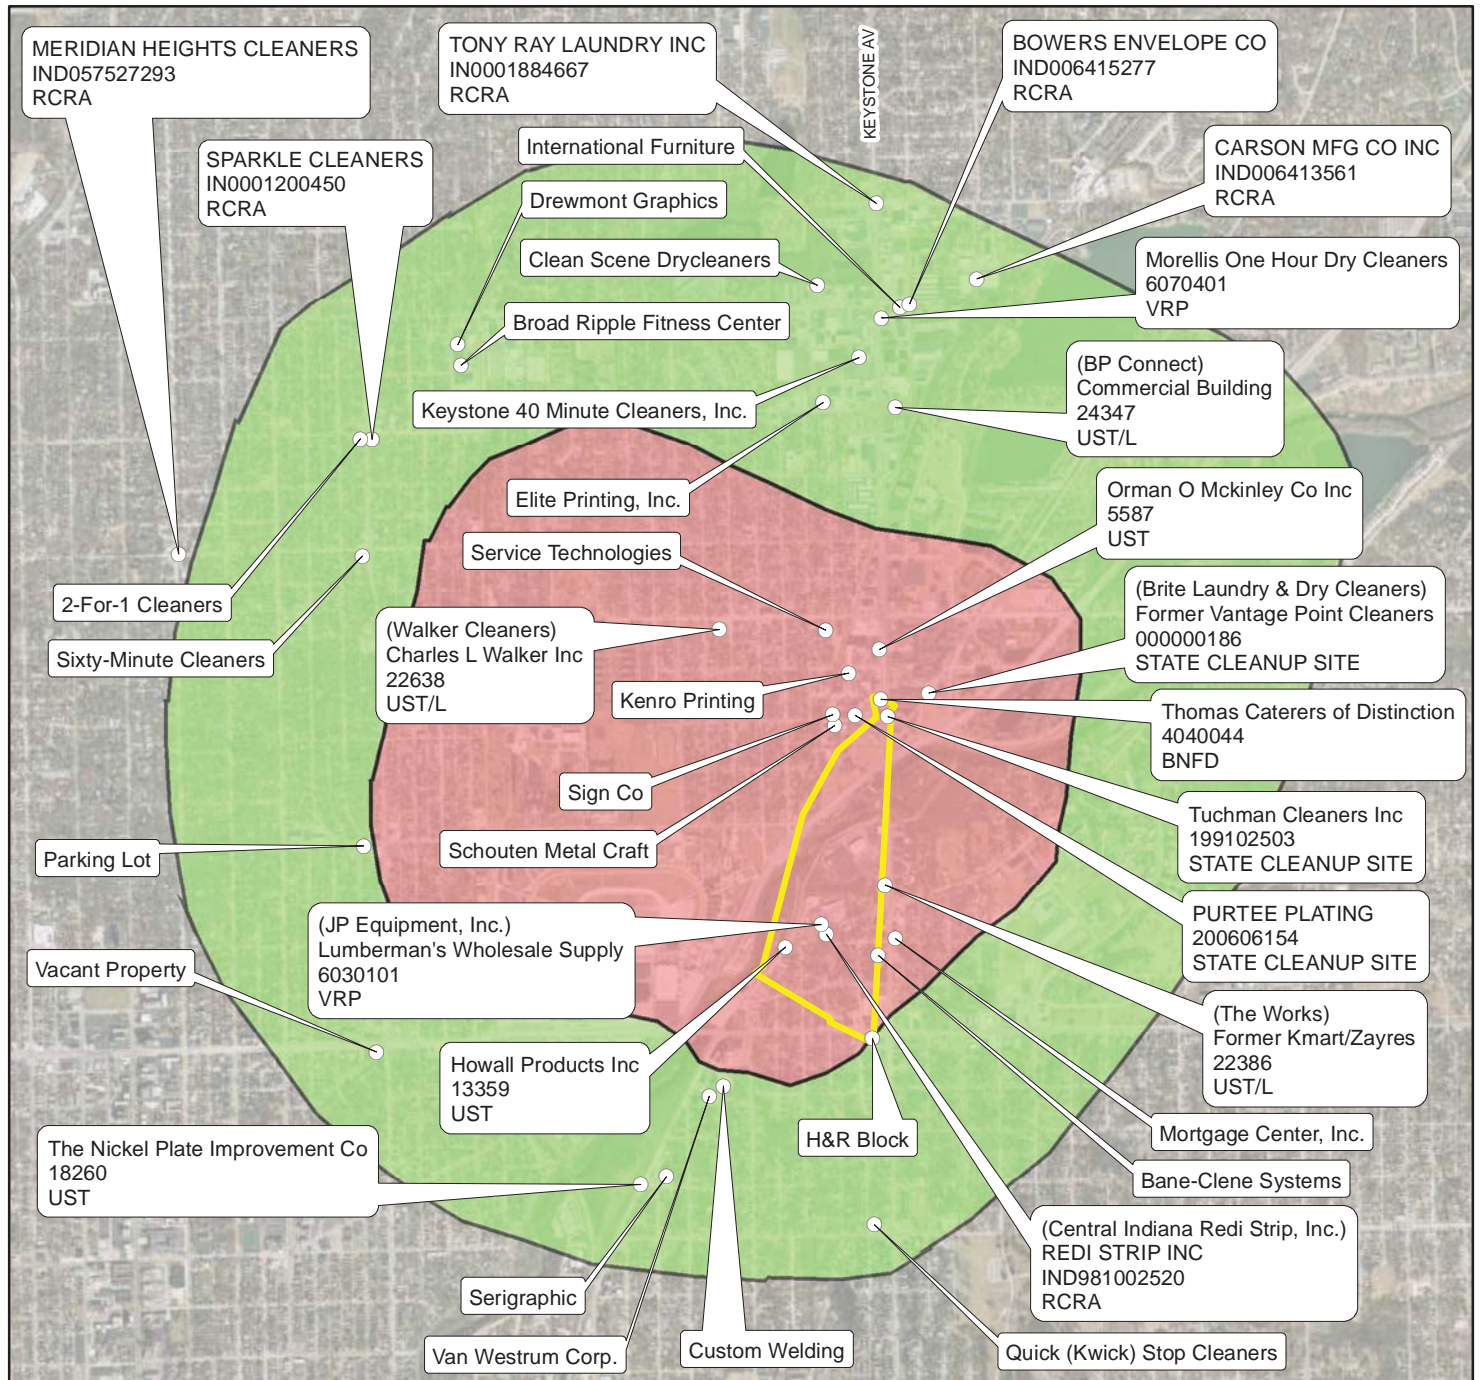 MERIDIAN HEIGHTS CLEANERS
IND057527293
RCRA
TONY RAY LAUNDRY INC
IN0001884667
RCRA
KEYSTONE AV
BOWERS ENVELOPE CO
IND006415277
RCRA
SPARKLE CLEANERS
IN0001200450
RCRA
International Furniture
CARSON MFG CO INC
IND006413561
RCRA
Drewmont Graphics
Clean Scene Drycleaners
Morellis One Hour Dry Cleaners
6070401
VRP
Broad Ripple Fitness Center
(BP Connect)
Commercial Building
24347
UST/L
Keystone 40 Minute Cleaners, Inc.
Elite Printing, Inc.
Orman O Mckinley Co Inc
5587
UST
Service Technologies
2-For-1 Cleaners
(Brite Laundry & Dry Cleaners)
Former Vantage Point Cleaners
000000186
STATE CLEANUP SITE
(Walker Cleaners)
Charles L Walker Inc
22638
UST/L
Sixty-Minute Cleaners
Kenro Printing
Thomas Caterers of Distinction
4040044
BNFD
Sign Co
Tuchman Cleaners Inc
199102503
STATE CLEANUP SITE
Schouten Metal Craft
Parking Lot
PURTEE PLATING
200606154
STATE CLEANUP SITE
(JP Equipment, Inc.)
Lumberman's Wholesale Supply
6030101
VRP
Vacant Property
(The Works)
Former Kmart/Zayres
22386
UST/L
Howall Products Inc
13359
UST
H&R Block
Mortgage Center, Inc.
The Nickel Plate Improvement Co
18260
UST
Bane-Clene Systems
(Central Indiana Redi Strip, Inc.)
REDI STRIP INC
IND981002520
RCRA
Serigraphic
Van Westrum Corp.
Custom Welding
Quick (Kwick) Stop Cleaners